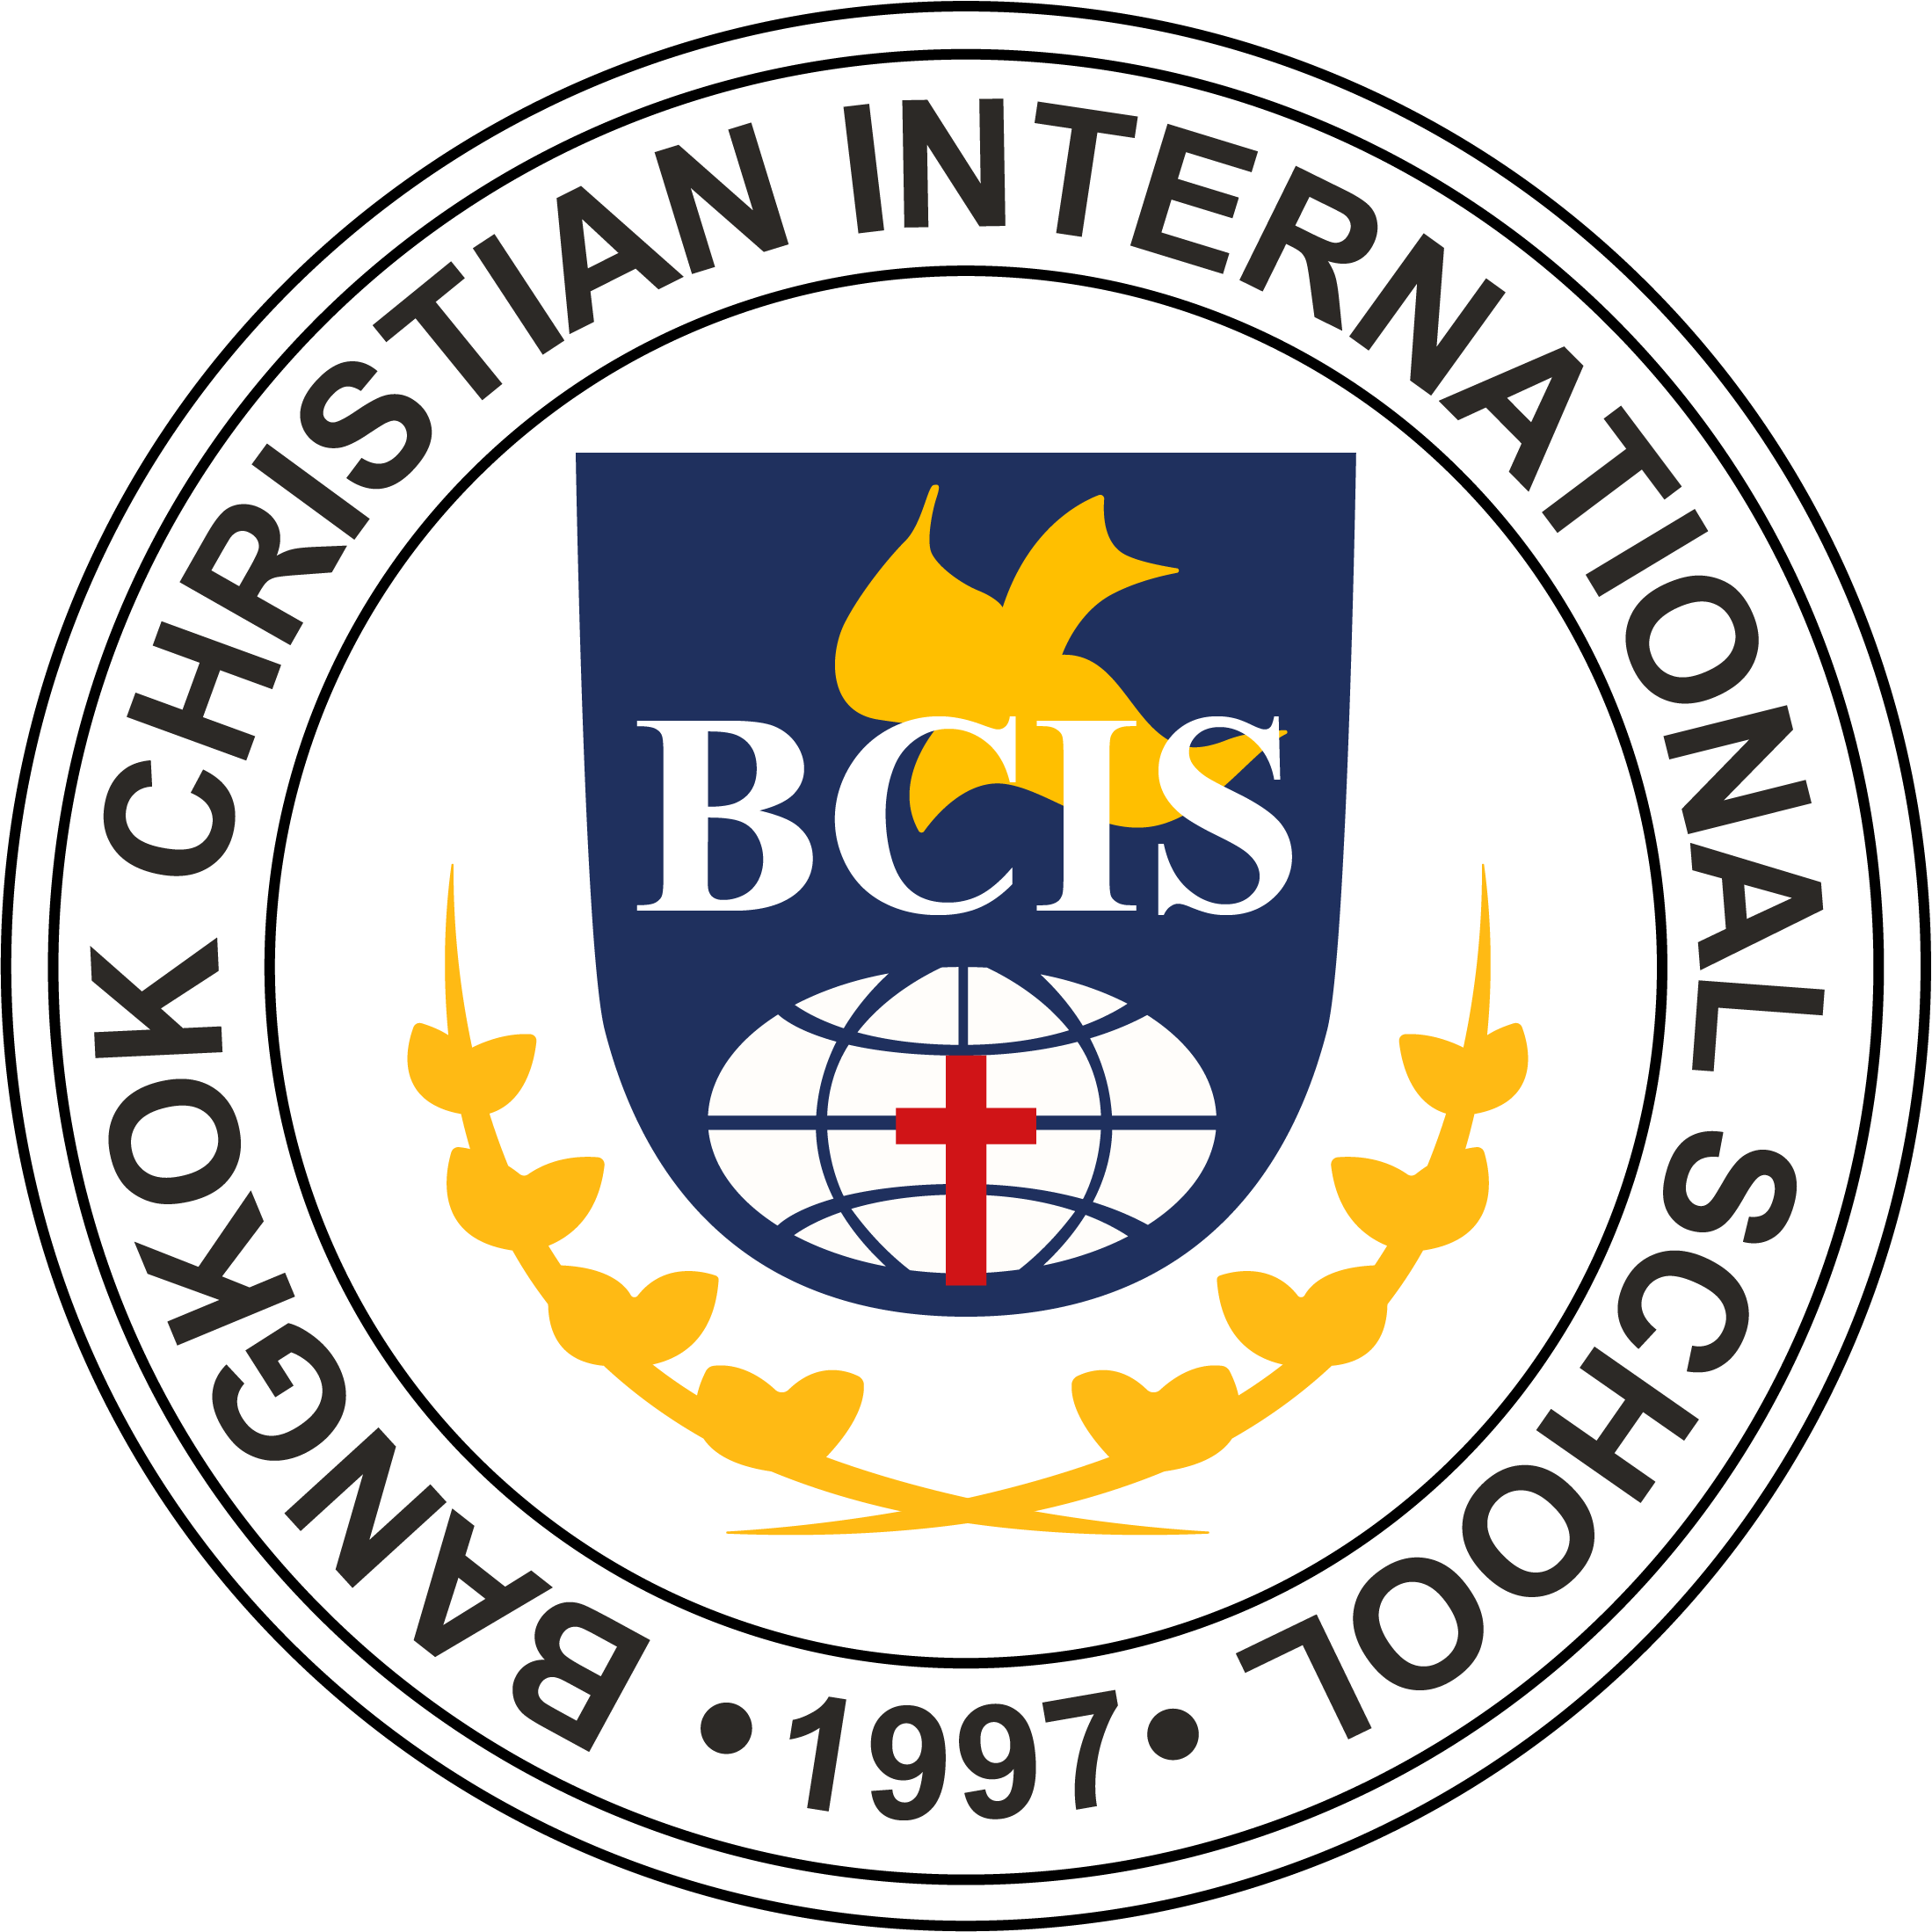 BANGKOK CHRISTIAN INTERNATIONAL SCHOOL
BCIS
• 1997 •